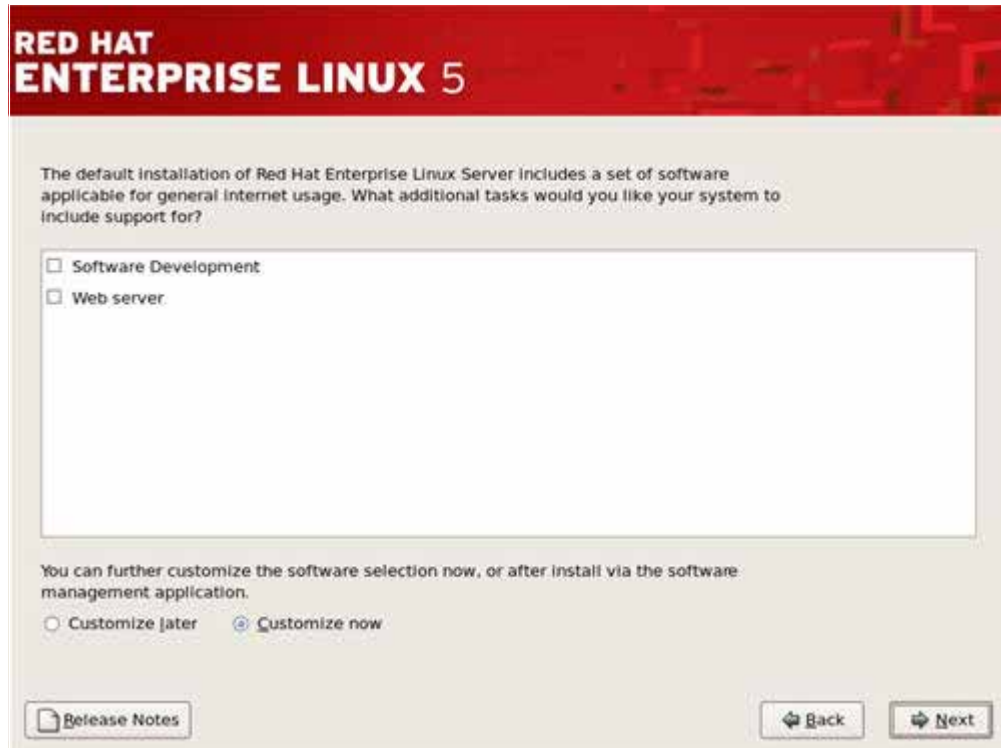 RED HAT
ENTERPRISE LINUX 5
The default installation of Red Hat Enterprise Linux Server includes a set of software
applicable for general internet usage. What additional tasks would you like your system to
include support for?
Software Development
Web server
You can further customize the software selection now, or after install via the software
management application.
Customize later
Customize now
Release Notes
Back
Next